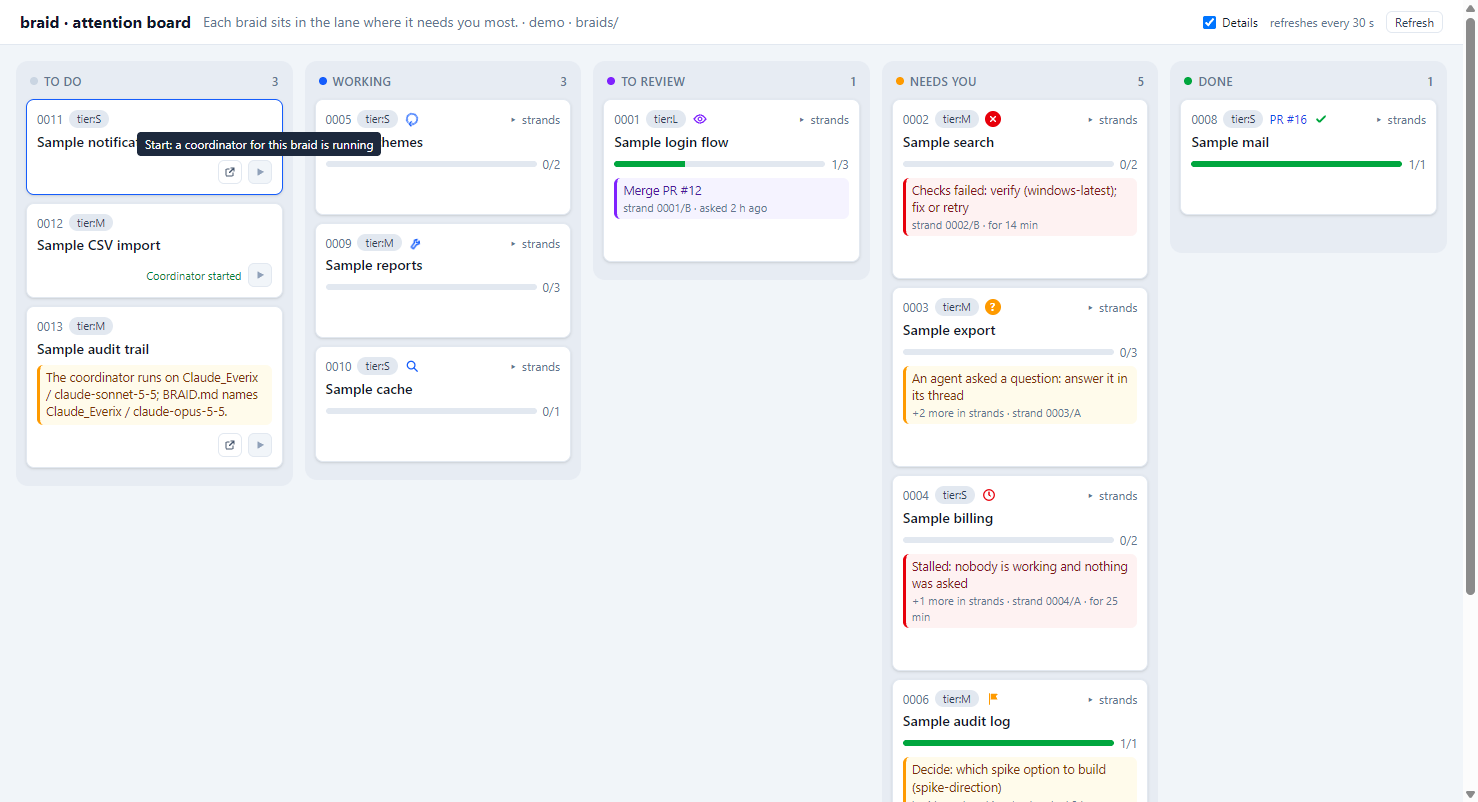 braid · attention board Each braid sits in the lane where it needs you most. · demo · braids/ Details refreshes every 30 s Refresh
TO DO 3
0011 tier:S
Sample notifica
Start: a coordinator for this braid is running
0012 tier:M
Sample CSV import
Coordinator started
0013 tier:M
Sample audit trail
The coordinator runs on Claude_Everix
/ claude-sonnet-5-5; BRAID.md names
Claude_Everix / claude-opus-5-5.
WORKING 3
0005 tier:S strands
hemes
0/2
0009 tier:M strands
Sample reports
0/3
0010 tier:S strands
Sample cache
0/1
TO REVIEW 1
0001 tier:L strands
Sample login flow
1/3
Merge PR #12
strand 0001/B · asked 2 h ago
NEEDS YOU 5
0002 tier:M strands
Sample search
0/2
Checks failed: verify (windows-latest);
fix or retry
strand 0002/B · for 14 min
0003 tier:M ? strands
Sample export
0/3
An agent asked a question: answer it in
its thread
+2 more in strands · strand 0003/A
0004 tier:S strands
Sample billing
0/2
Stalled: nobody is working and nothing
was asked
+1 more in strands · strand 0004/A · for 25
min
0006 tier:M strands
Sample audit log
1/1
Decide: which spike option to build
(spike-direction)
DONE 1
0008 tier:S PR #16 strands
Sample mail
1/1